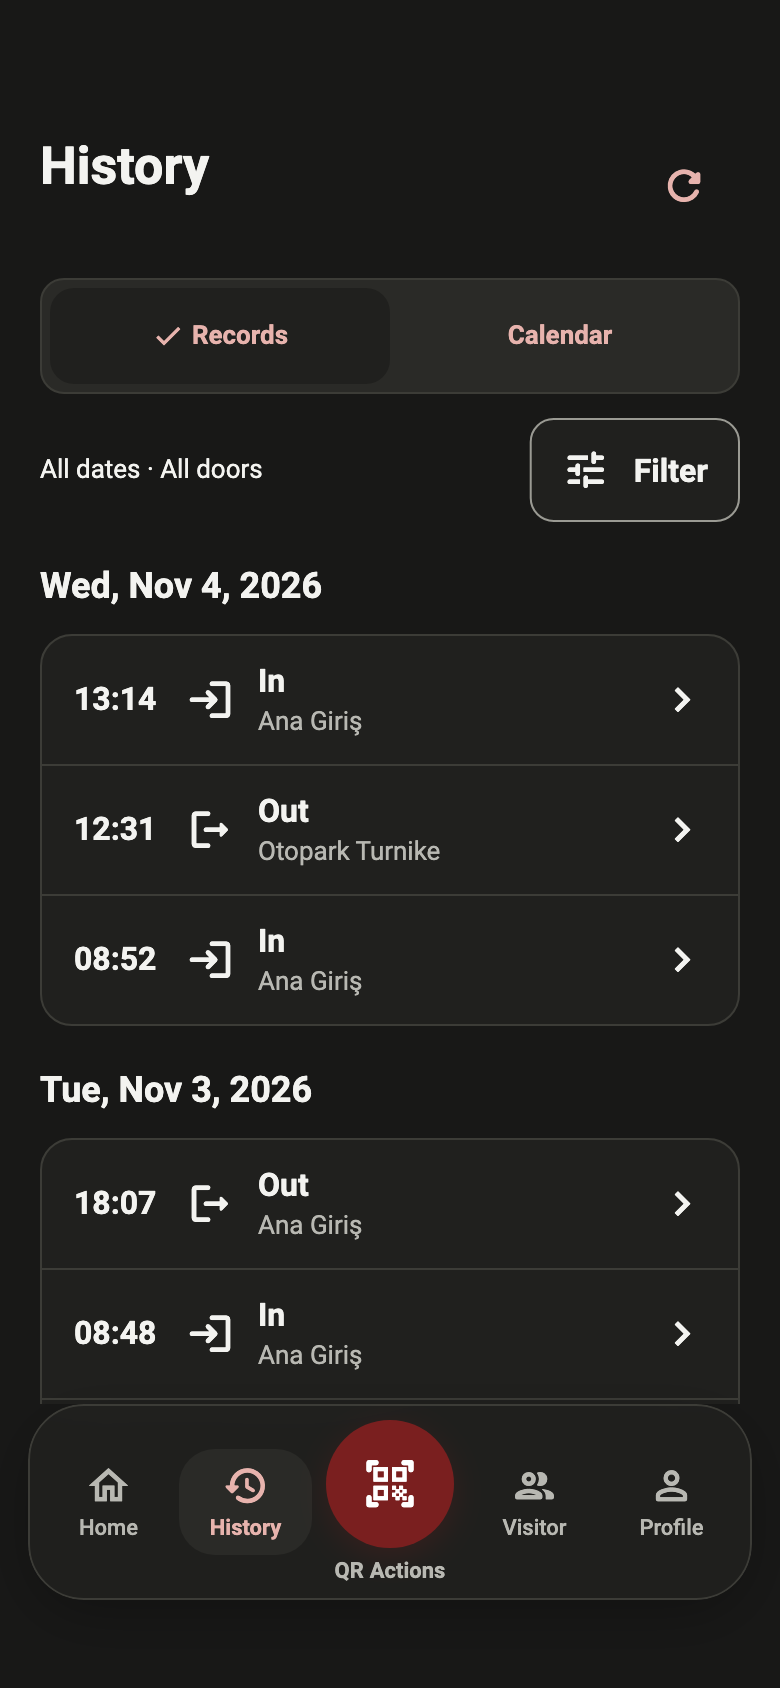 History
Records
Calendar
All dates · All doors
Filter
Wed, Nov 4, 2026
13:14
In
Ana Giriş
12:31
Out
Otopark Turnike
08:52
In
Ana Giriş
Tue, Nov 3, 2026
18:07
Out
Ana Giriş
08:48
In
Ana Giriş
Home
History
QR Actions
Visitor
Profile